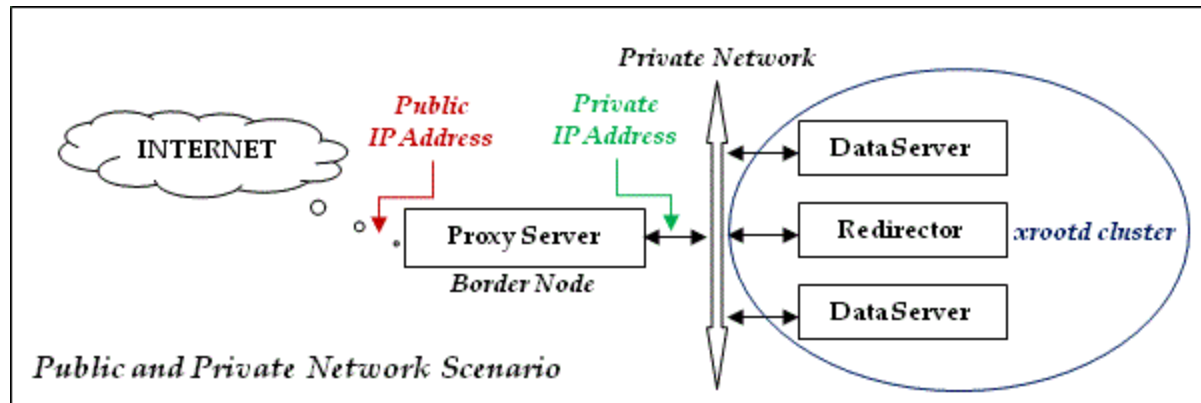 Private Network
Public
IP Address
Private
IP Address
INTERNET
DataServer
Proxy Server
Redirector
xrootd cluster
Border Node
DataServer
Public and Private Network Scenario